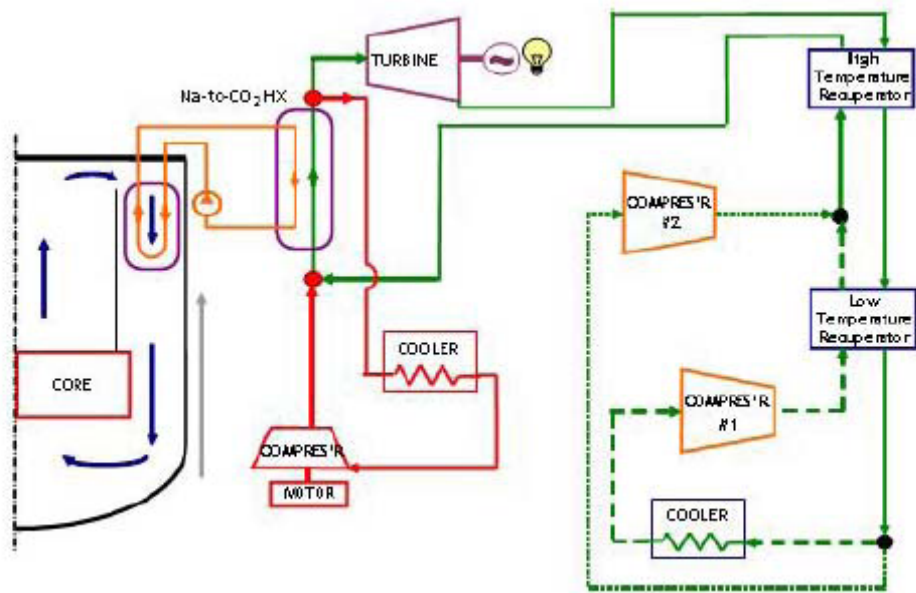 TURBINE
~
High
Temperature
Recuperator
Na-to-CO₂ HX
COMPRES'R
#2
Low
Temperature
Recuperator
COOLER
CORE
COMPRES'R
#1
COMPRES'R
MOTOR
COOLER